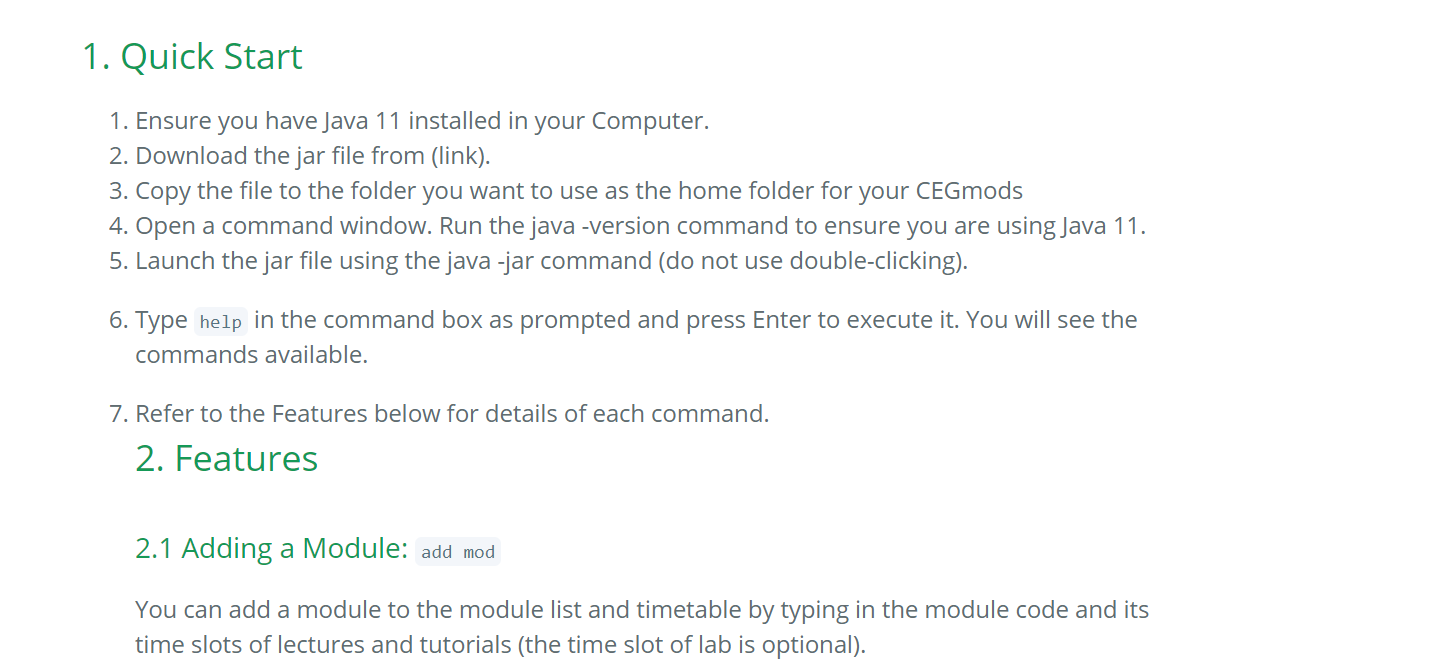 1. Quick Start
1. Ensure you have Java 11 installed in your Computer.
2. Download the jar file from (link).
3. Copy the file to the folder you want to use as the home folder for your CEGmods
4. Open a command window. Run the java -version command to ensure you are using Java 11.
5. Launch the jar file using the java -jar command (do not use double-clicking).
6. Type help in the command box as prompted and press Enter to execute it. You will see the
commands available.
7. Refer to the Features below for details of each command.
2. Features
2.1 Adding a Module: add mod
You can add a module to the module list and timetable by typing in the module code and its
time slots of lectures and tutorials (the time slot of lab is optional).